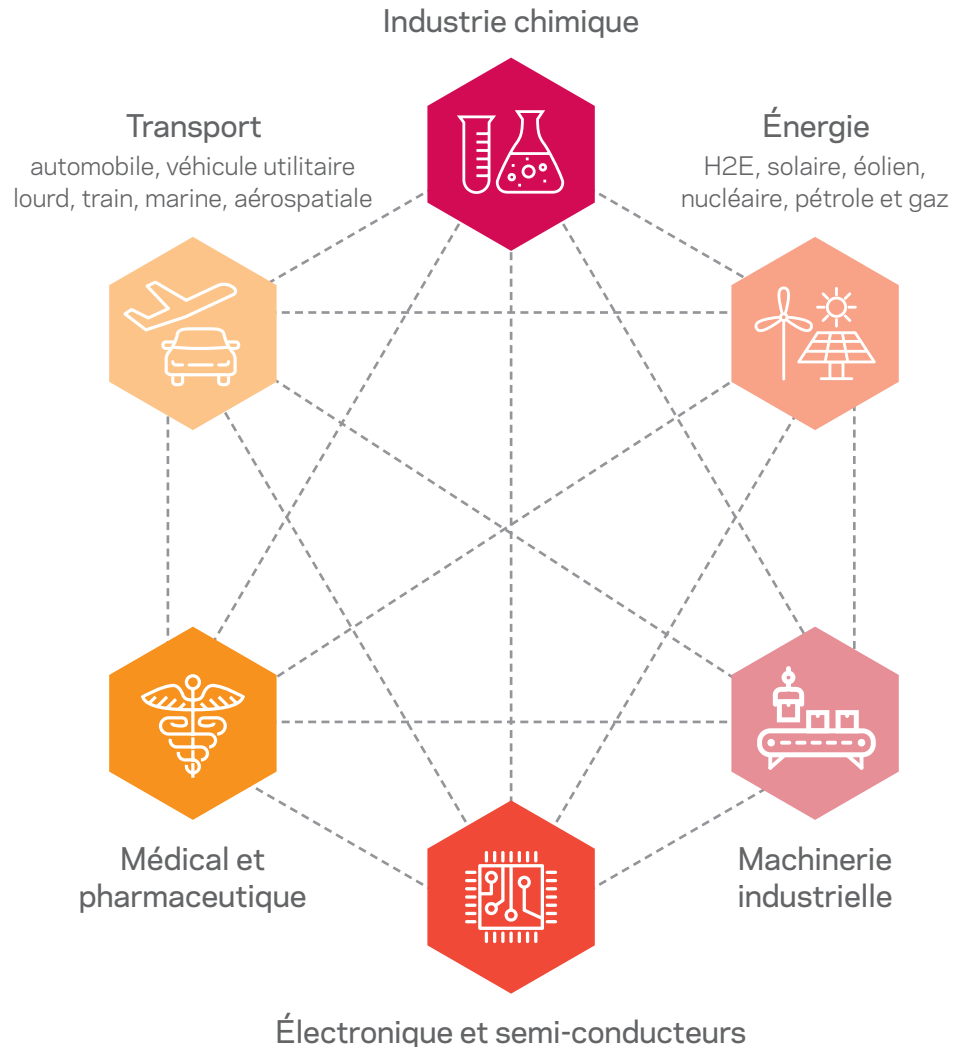 Industrie chimique
Transport
automobile, véhicule utilitaire
lourd, train, marine, aérospatiale
Énergie
H2E, solaire, éolien,
nucléaire, pétrole et gaz
Médical et
pharmaceutique
Machinerie
industrielle
Électronique et semi-conducteurs